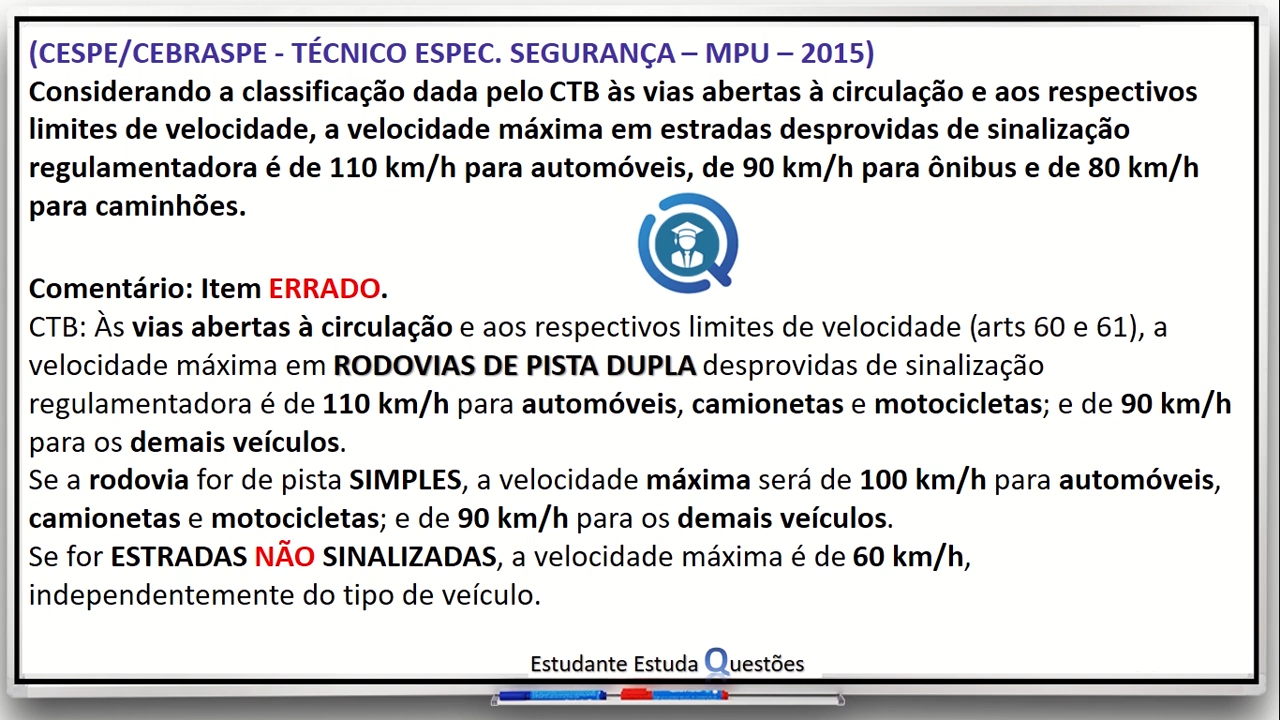 (CESPE/CEBRASPE - TÉCNICO ESPEC. SEGURANÇA – MPU – 2015)
Considerando a classificação dada pelo CTB às vias abertas à circulação e aos respectivos
limites de velocidade, a velocidade máxima em estradas desprovidas de sinalização
regulamentadora é de 110 km/h para automóveis, de 90 km/h para ônibus e de 80 km/h
para caminhões.
Comentário: Item ERRADO.
CTB: Às vias abertas à circulação e aos respectivos limites de velocidade (arts 60 e 61), a
velocidade máxima em RODOVIAS DE PISTA DUPLA desprovidas de sinalização
regulamentadora é de 110 km/h para automóveis, camionetas e motocicletas; e de 90 km/h
para os demais veículos.
Se a rodovia for de pista SIMPLES, a velocidade máxima será de 100 km/h para automóveis,
camionetas e motocicletas; e de 90 km/h para os demais veículos.
Se for ESTRADAS NÃO SINALIZADAS, a velocidade máxima é de 60 km/h,
independentemente do tipo de veículo.
Estudante Estuda Questões